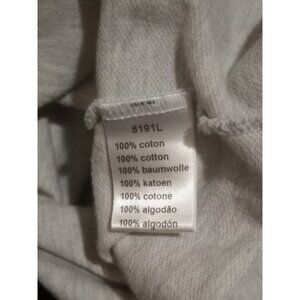 5191L
100% coton
100% cotton
100% baumwolle
100% katoen
100% cotone
100% algodão
100% algodón